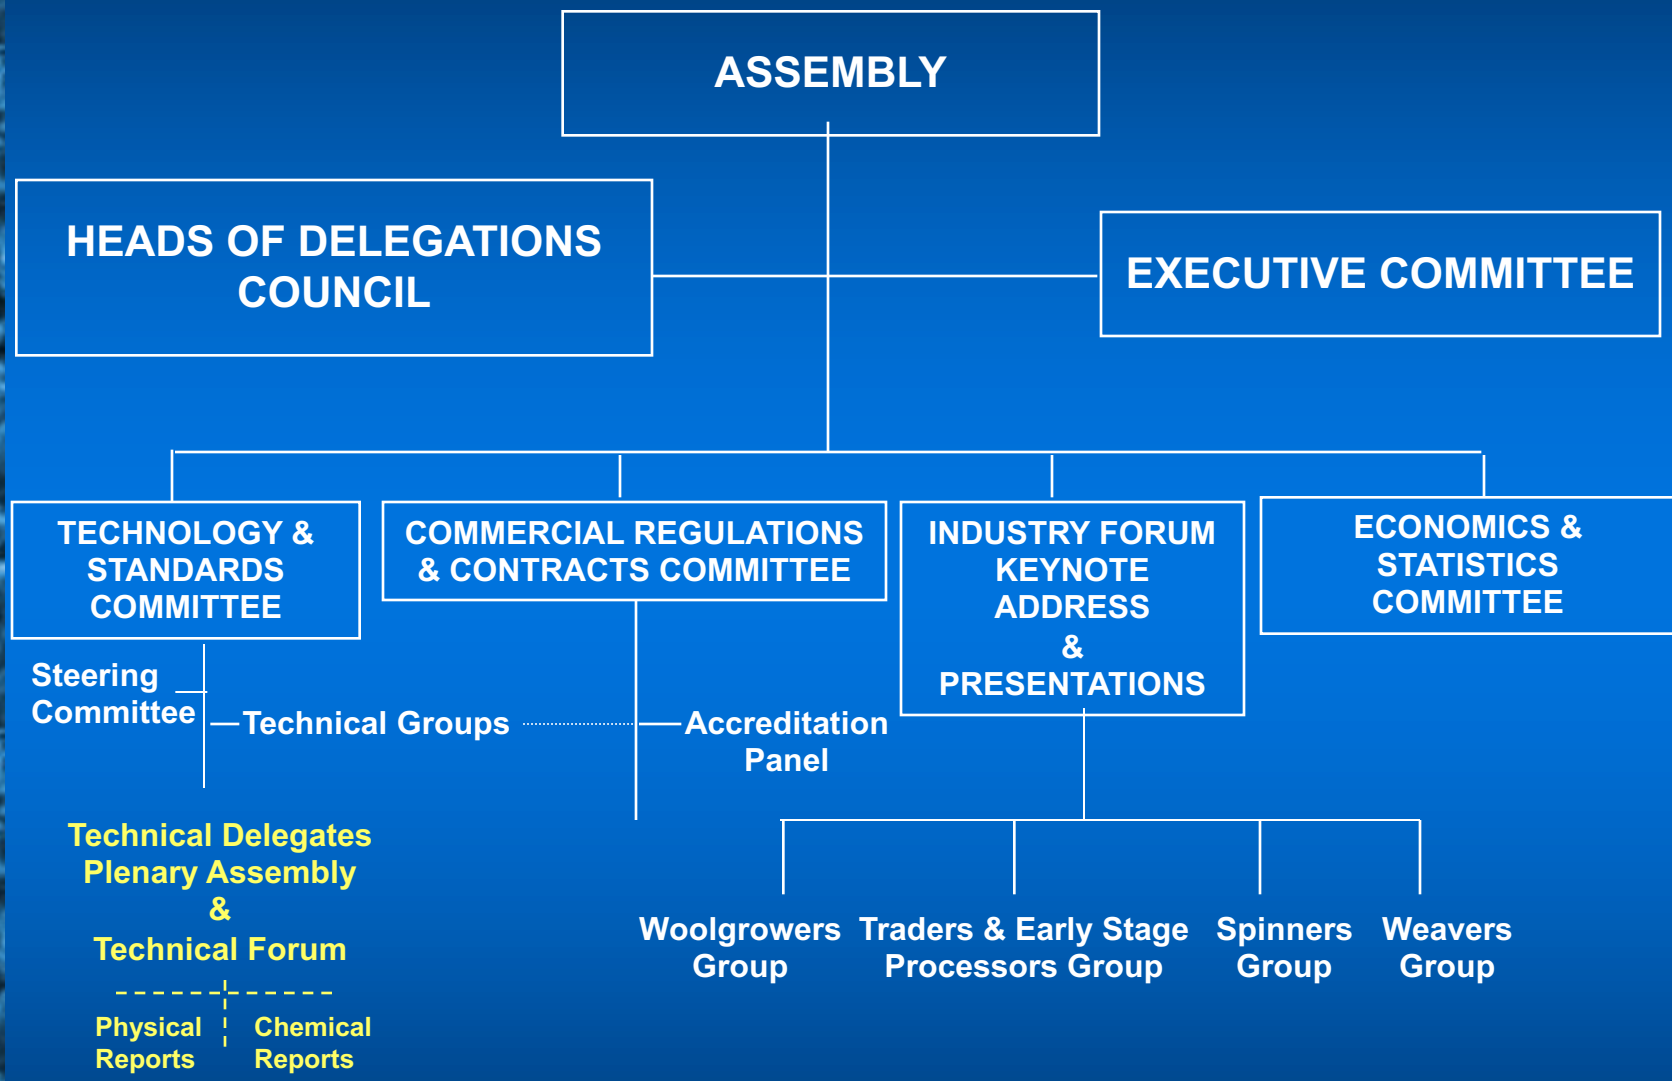 ASSEMBLY
HEADS OF DELEGATIONS
COUNCIL
EXECUTIVE COMMITTEE
TECHNOLOGY &
STANDARDS
COMMITTEE
COMMERCIAL REGULATIONS
& CONTRACTS COMMITTEE
INDUSTRY FORUM
KEYNOTE
ADDRESS
&
PRESENTATIONS
ECONOMICS &
STATISTICS
COMMITTEE
Steering
Committee
Technical Groups
Accreditation
Panel
Technical Delegates
Plenary Assembly
&
Technical Forum
Physical
Reports
Chemical
Reports
Woolgrowers
Group
Traders & Early Stage
Processors Group
Spinners
Group
Weavers
Group